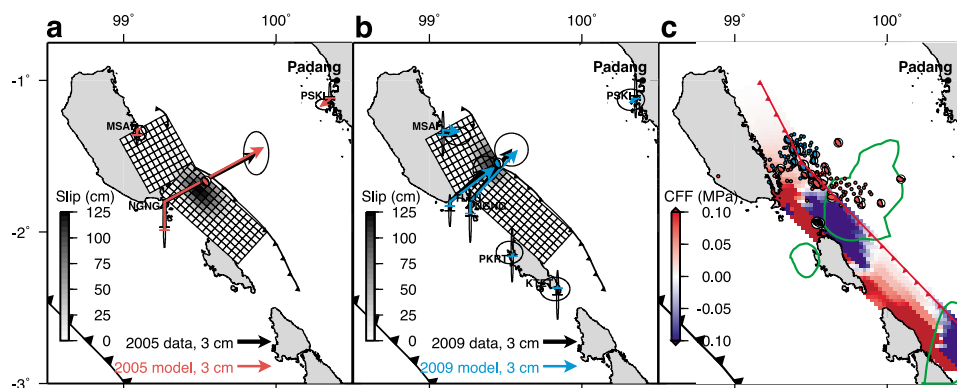 99° 100° 99° 100° 99° 100°
a b c
Padang Padang Padang
-1°
PSKI PSKI
MSAI MSAI
NGNG NGNG
PKRT
KTET
-2°
-3°
Slip (cm) Slip (cm) CFF (MPa)
125 125 0.10
100 100 0.05
75 75 0.00
50 50 -0.05
25 25 0.10
0 0
2005 data, 3 cm 2009 data, 3 cm
2005 model, 3 cm 2009 model, 3 cm